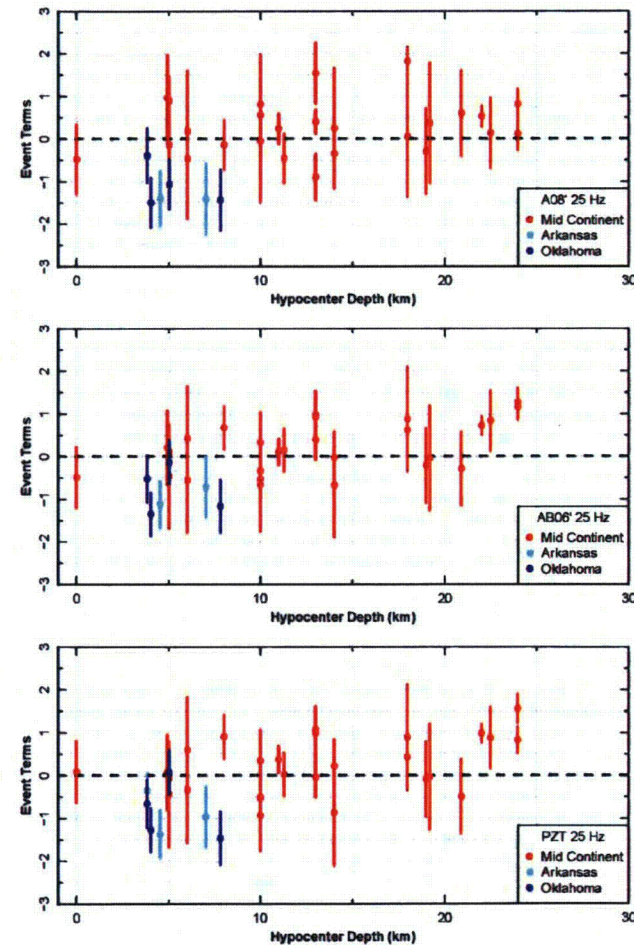 3
2
1
0
-1
-2
-3
Event Terms
A08' 25 Hz
Mid Continent
Arkansas
Oklahoma
0 10 20 30
Hypocenter Depth (km)
3
2
1
0
-1
-2
-3
Event Terms
AB06' 25 Hz
Mid Continent
Arkansas
Oklahoma
0 10 20 30
Hypocenter Depth (km)
3
2
1
0
-1
-2
-3
Event Terms
PZT 25 Hz
Mid Continent
Arkansas
Oklahoma
0 10 20 30
Hypocenter Depth (km)